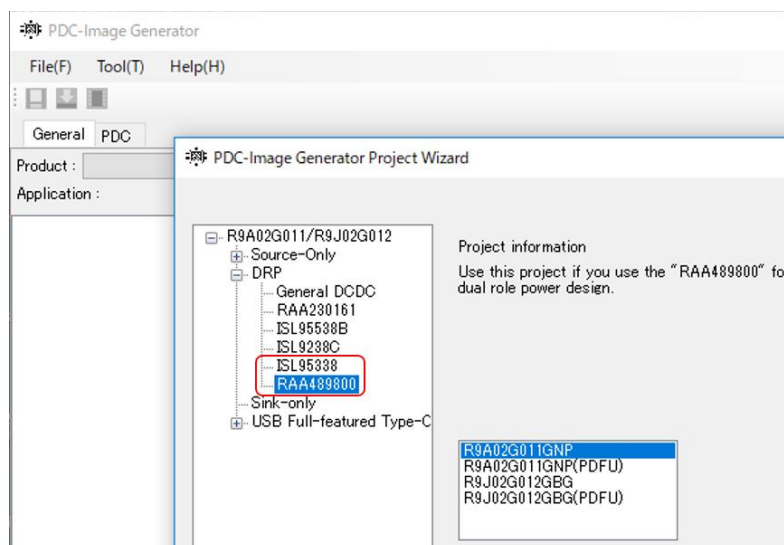 PDC-Image Generator
File(F) Tool(T) Help(H)
General PDC
Product :
Application :
PDC-Image Generator Project Wizard
R9A02G011/R9J02G012
Source-Only
DRP
General DCDC
RAA230161
ISL95538B
ISL9238C
ISL95338
RAA489800
Sink-only
USB Full-featured Type-C
Project information
Use this project if you use the "RAA489800" fo
dual role power design.
R9A02G011GNP
R9A02G011GNP(PDFU)
R9J02G012GBG
R9J02G012GBG(PDFU)